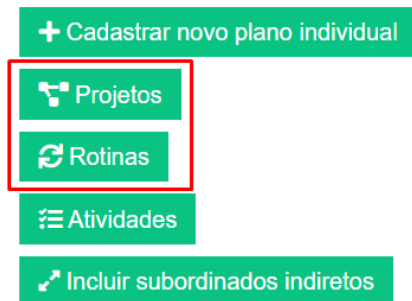 Cadastrar novo plano individual
Projetos
Rotinas
Atividades
Incluir subordinados indiretos